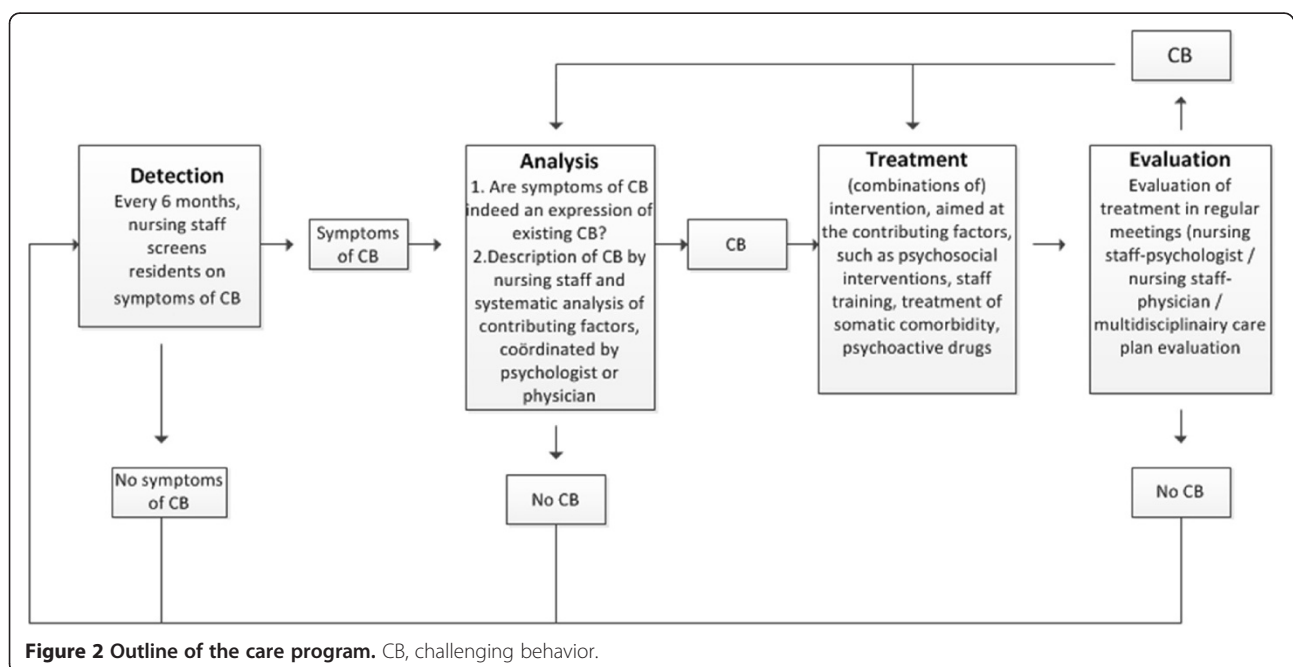 CB
Detection
Every 6 months,
nursing staff
screens
residents on
symptoms of CB
Symptoms
of CB
Analysis
1. Are symptoms of CB
indeed an expression of
existing CB?
2.Description of CB by
nursing staff and
systematic analysis of
contributing factors,
coördinated by
psychologist or
physician
CB
Treatment
(combinations of)
intervention, aimed at
the contributing factors,
such as psychosocial
interventions, staff
training, treatment of
somatic comorbidity,
psychoactive drugs
Evaluation
Evaluation of
treatment in regular
meetings (nursing
staff-psychologist /
nursing staff-
physician /
multidisciplinairy care
plan evaluation
No symptoms
of CB
No CB
No CB
Figure 2 Outline of the care program. CB, challenging behavior.